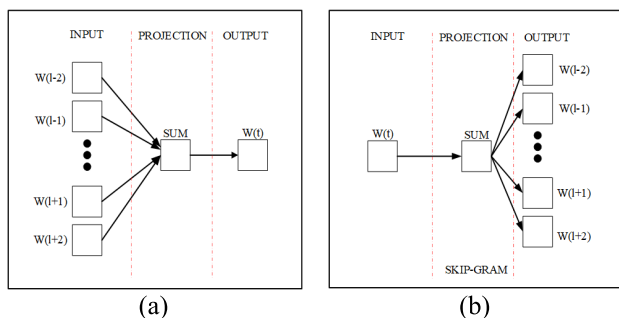 INPUT PROJECTION OUTPUT
W(l-2)
W(l-1)
SUM W(t)
W(l+1)
W(l+2)
(a)
INPUT PROJECTION OUTPUT
W(l-2)
W(l-1)
W(t) SUM
W(l+1)
W(l+2)
SKIP-GRAM
(b)